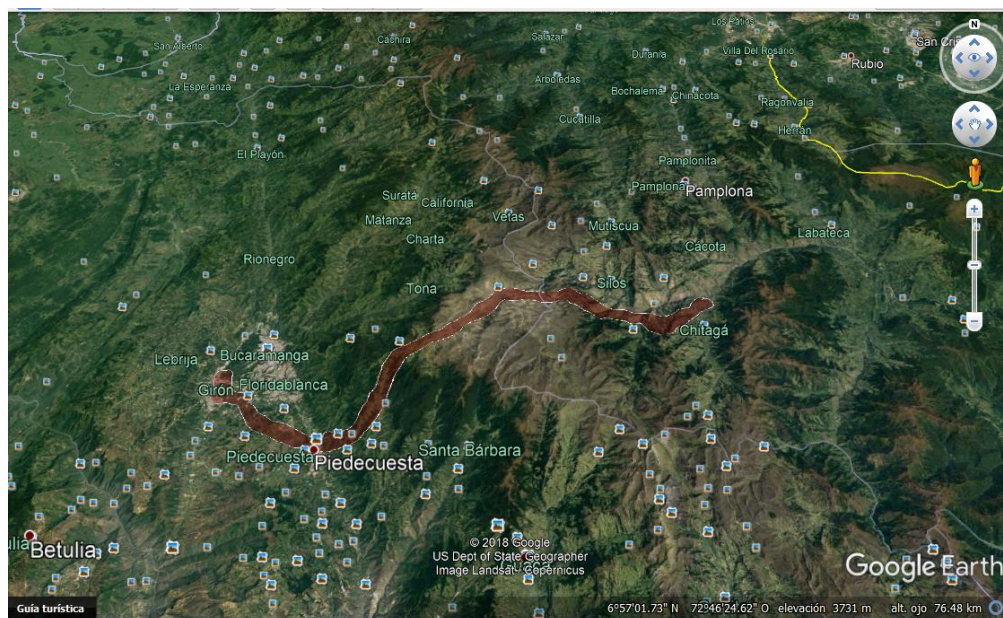 Los Patios
San Alberto
Cáchira
Salazar
Villa Del Rosario
San Cri
Rubio
Durania
La Esperanza
Arboledas
Bochalema
Chinácota
Ragonvalia
Cucutilla
Herrán
El Playón
Pamplonita
Pamplona
Pamplona
Suratá
California
Matanza
Vetas
Mutiscua
Labateca
Charta
Cácota
Rionegro
Tona
Silos
Chitagá
Lebrija
Bucaramanga
Girón
Floridablanca
Piedecuesta
Piedecuesta
Santa Bárbara
Betulia
© 2018 Google
US Dept of State Geographer
Image Landsat / Copernicus
Google Earth
Guía turística
6°57'01.73" N 72°46'24.62" O elevación 3731 m alt. ojo 76.48 km
N